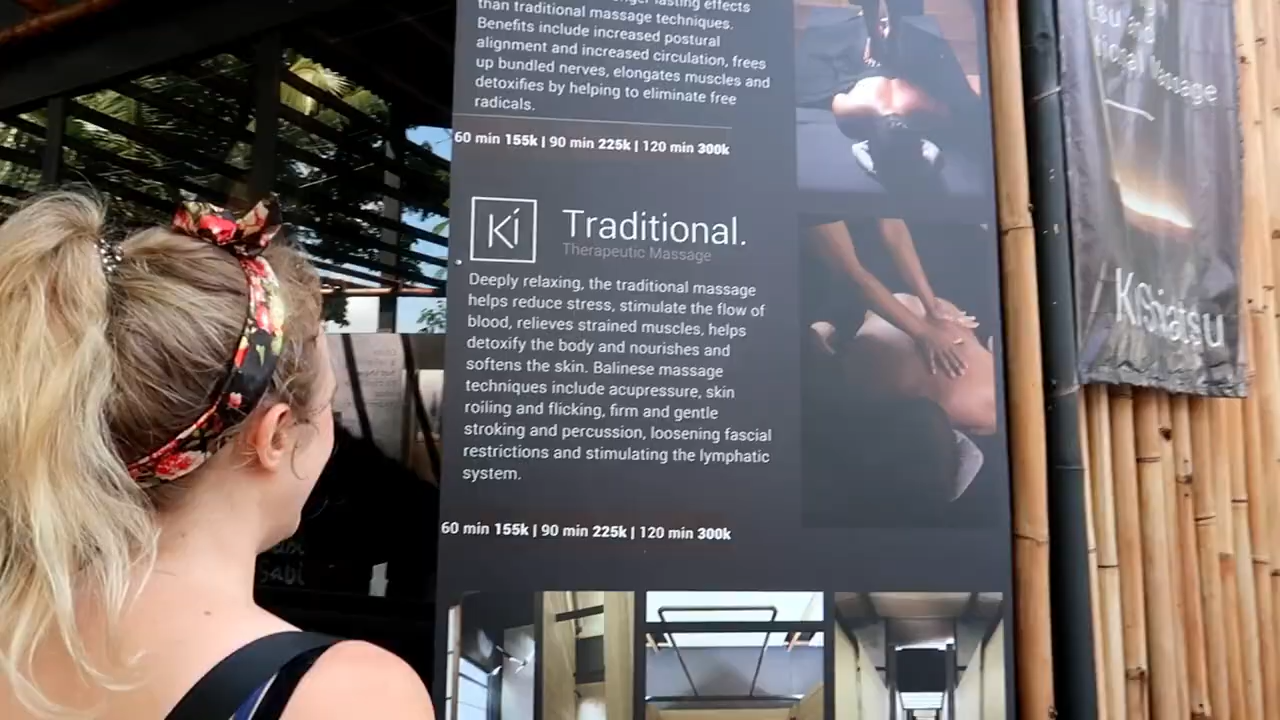 lasting effects
than traditional massage techniques.
Benefits include increased postural
alignment and increased circulation, frees
up bundled nerves, elongates muscles and
detoxifies by helping to eliminate free
radicals.
60 min 155k | 90 min 225k | 120 min 300k
Kí
Traditional.
Therapeutic Massage
Deeply relaxing, the traditional massage
helps reduce stress, stimulate the flow of
blood, relieves strained muscles, helps
detoxify the body and nourishes and
softens the skin. Balinese massage
techniques include acupressure, skin
roiling and flicking, firm and gentle
stroking and percussion, loosening fascial
restrictions and stimulating the lymphatic
system.
60 min 155k | 90 min 225k | 120 min 300k
Massage
KíShiatsu